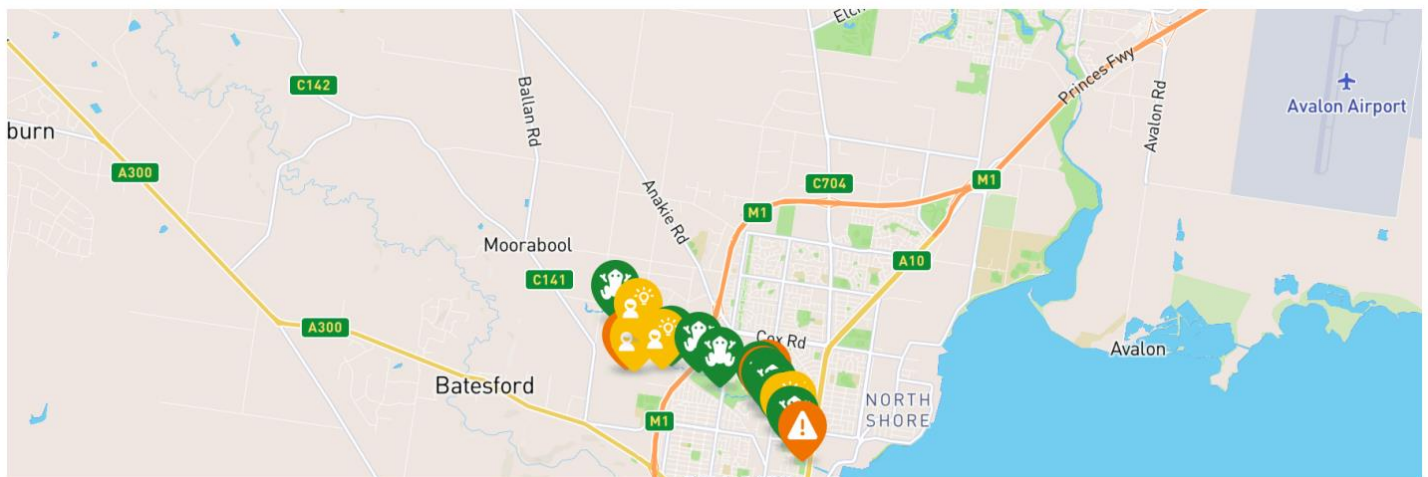 Princes Fwy
Avalon Rd
Avalon Airport
C142
Ballan Rd
burn
A300
C704
M1
M1
Anakie Rd
Moorabool
C141
A10
A300
Cox Rd
Avalon
Batesford
NORTH
SHORE
M1